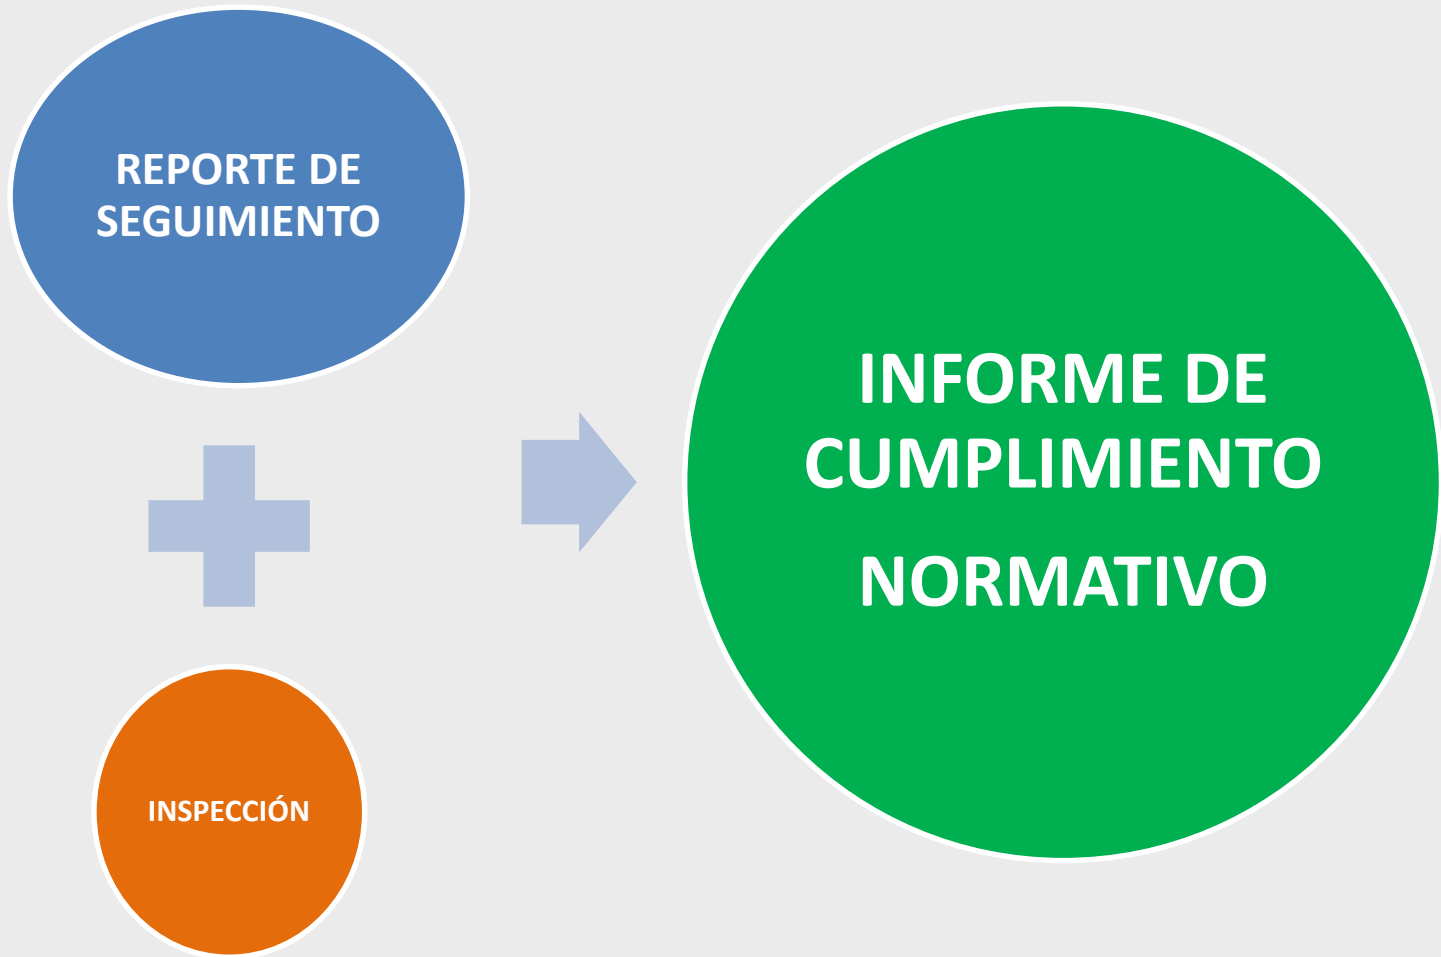 REPORTE DE
SEGUIMIENTO
INSPECCIÓN
INFORME DE
CUMPLIMIENTO
NORMATIVO